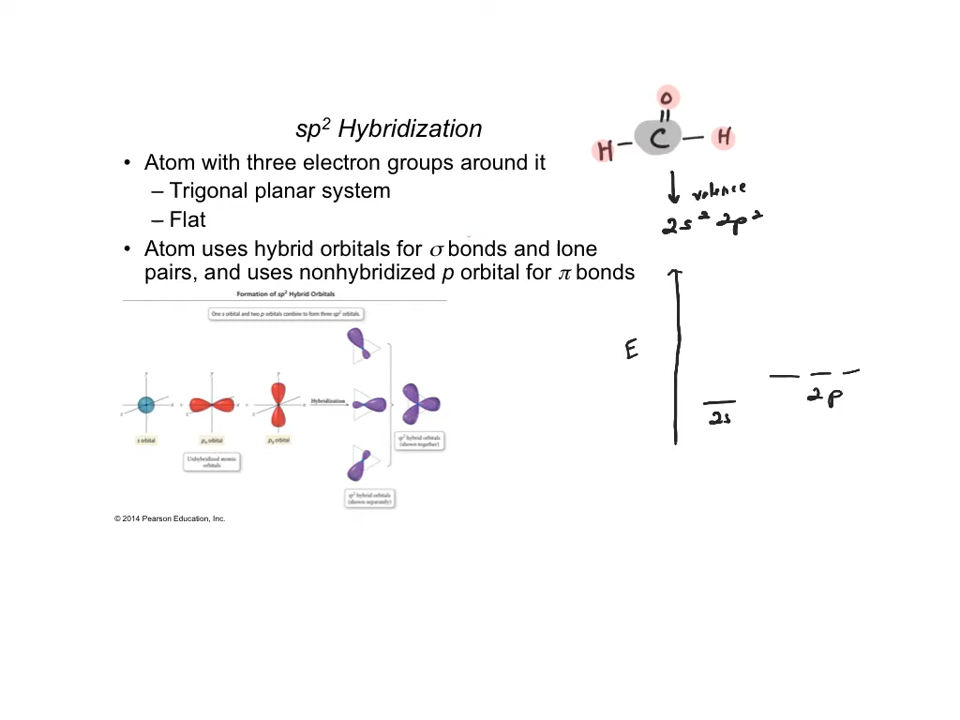 sp² Hybridization
• Atom with three electron groups around it
– Trigonal planar system
– Flat
• Atom uses hybrid orbitals for σ bonds and lone
pairs, and uses nonhybridized p orbital for π bonds
Formation of sp² Hybrid Orbitals
One s orbital and two p orbitals combine to form three sp² orbitals.
Hybridization
s orbital
pₓ orbital
Unhybridized atomic
orbitals
sp² hybrid orbitals
(shown together)
sp² hybrid orbitals
(shown separately)
© 2014 Pearson Education, Inc.
O
H – C – H
valence
2s² 2p²
E
2s
2p